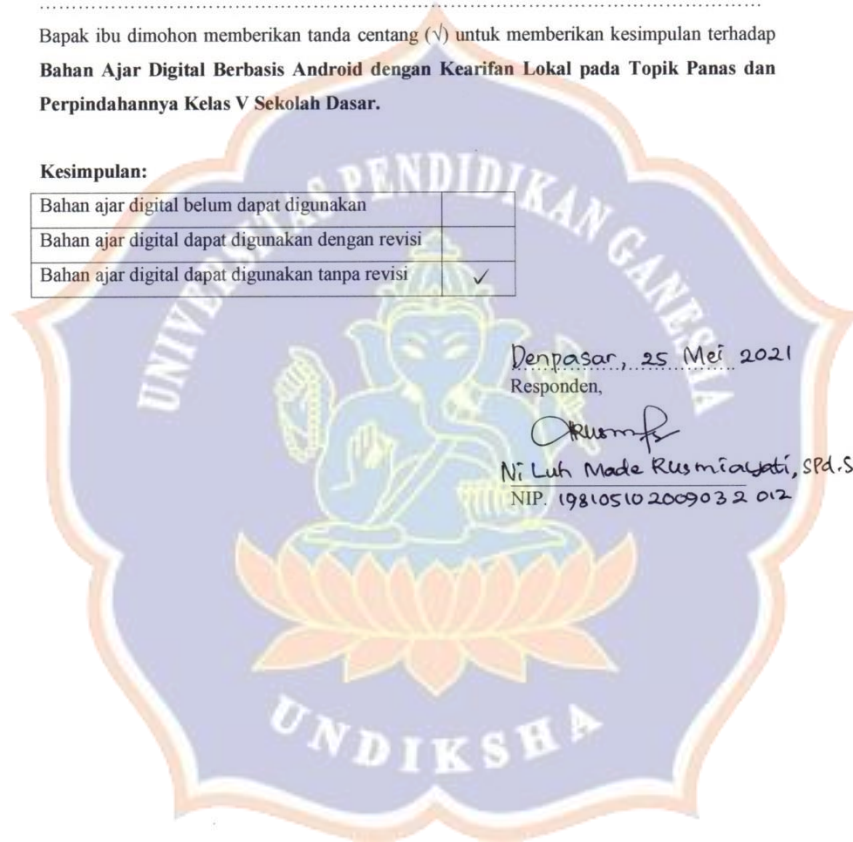 Bapak ibu dimohon memberikan tanda centang (√) untuk memberikan kesimpulan terhadap
Bahan Ajar Digital Berbasis Android dengan Kearifan Lokal pada Topik Panas dan
Perpindahannya Kelas V Sekolah Dasar.
Kesimpulan:
Bahan ajar digital belum dapat digunakan
Bahan ajar digital dapat digunakan dengan revisi
Bahan ajar digital dapat digunakan tanpa revisi ✓
Denpasar, 25 Mei 2021
Responden,
Ni Luh Made Rusmiayati, SPd.S
NIP. 198105102009032 012
UNIVERSITAS PENDIDIKAN GANESHA
UNDIKSHA